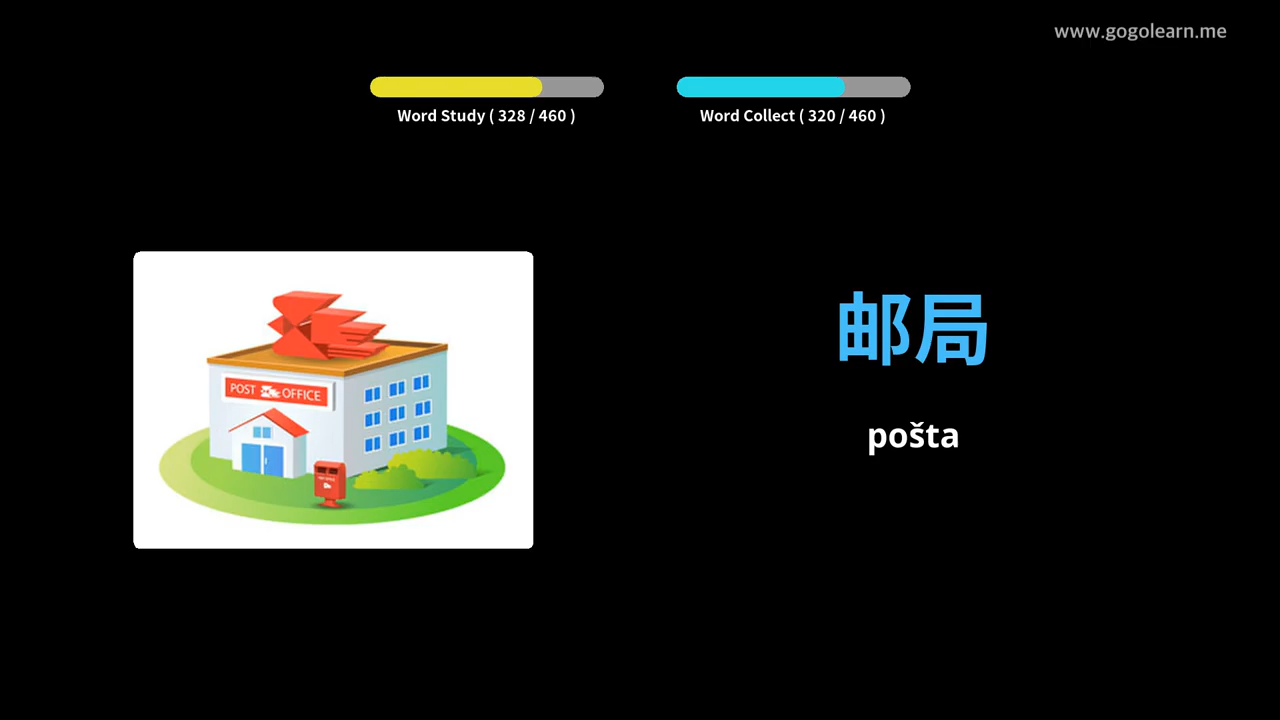 www.gogolearn.me
Word Study ( 328 / 460 )
Word Collect ( 320 / 460 )
POST OFFICE
邮局
pošta